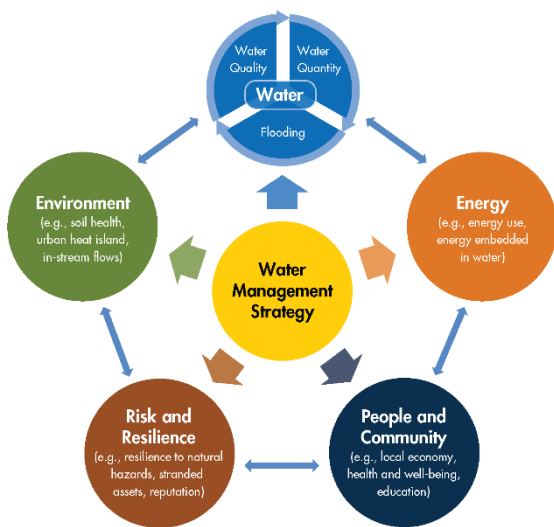 Water
Quality
Water
Quantity
Water
Flooding
Environment
(e.g., soil health,
urban heat island,
in-stream flows)
Energy
(e.g., energy use,
energy embedded
in water)
Water
Management
Strategy
Risk and
Resilience
(e.g., resilience to natural
hazards, stranded
assets, reputation)
People and
Community
(e.g., local economy,
health and well-being,
education)